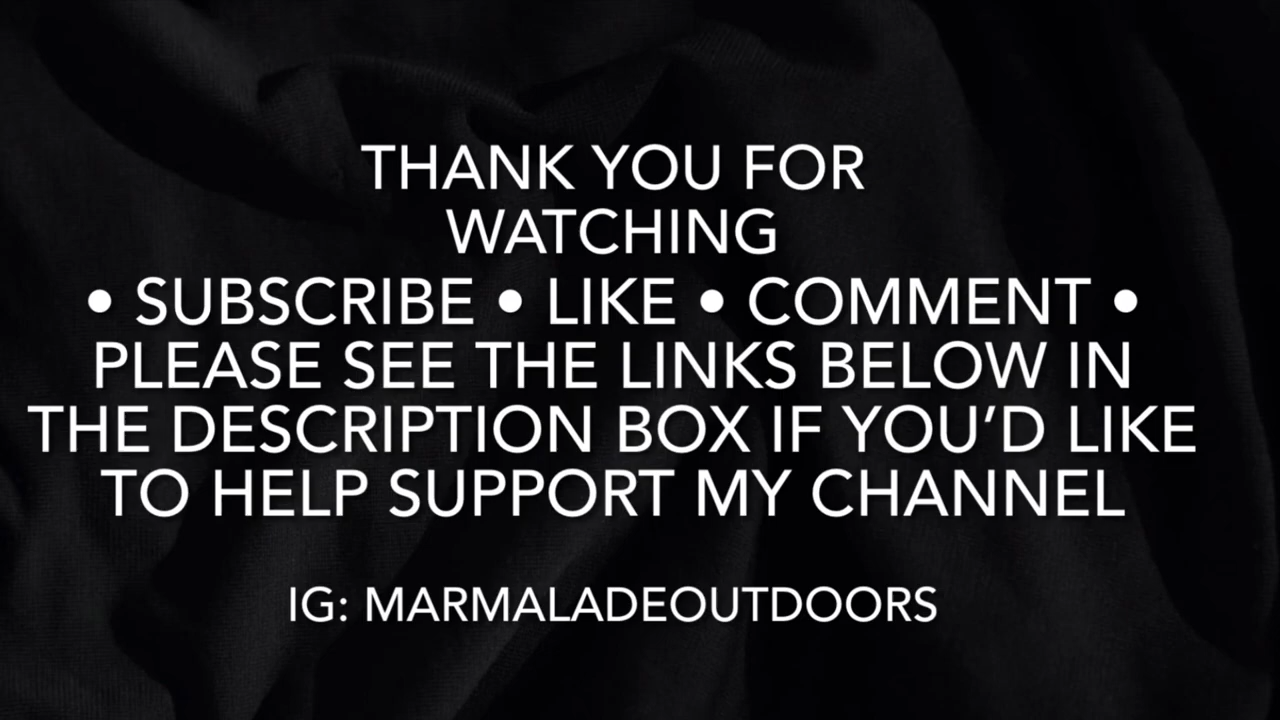 THANK YOU FOR
WATCHING
• SUBSCRIBE • LIKE • COMMENT •
PLEASE SEE THE LINKS BELOW IN
THE DESCRIPTION BOX IF YOU’D LIKE
TO HELP SUPPORT MY CHANNEL
IG: MARMALADEOUTDOORS